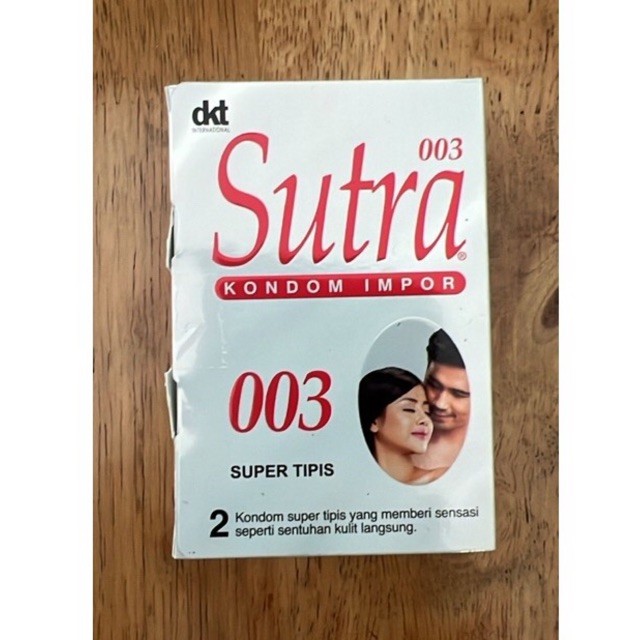 dkt
INTERNATIONAL
003
Sutra®
KONDOM IMPOR
003
SUPER TIPIS
2 Kondom super tipis yang memberi sensasi
seperti sentuhan kulit langsung.